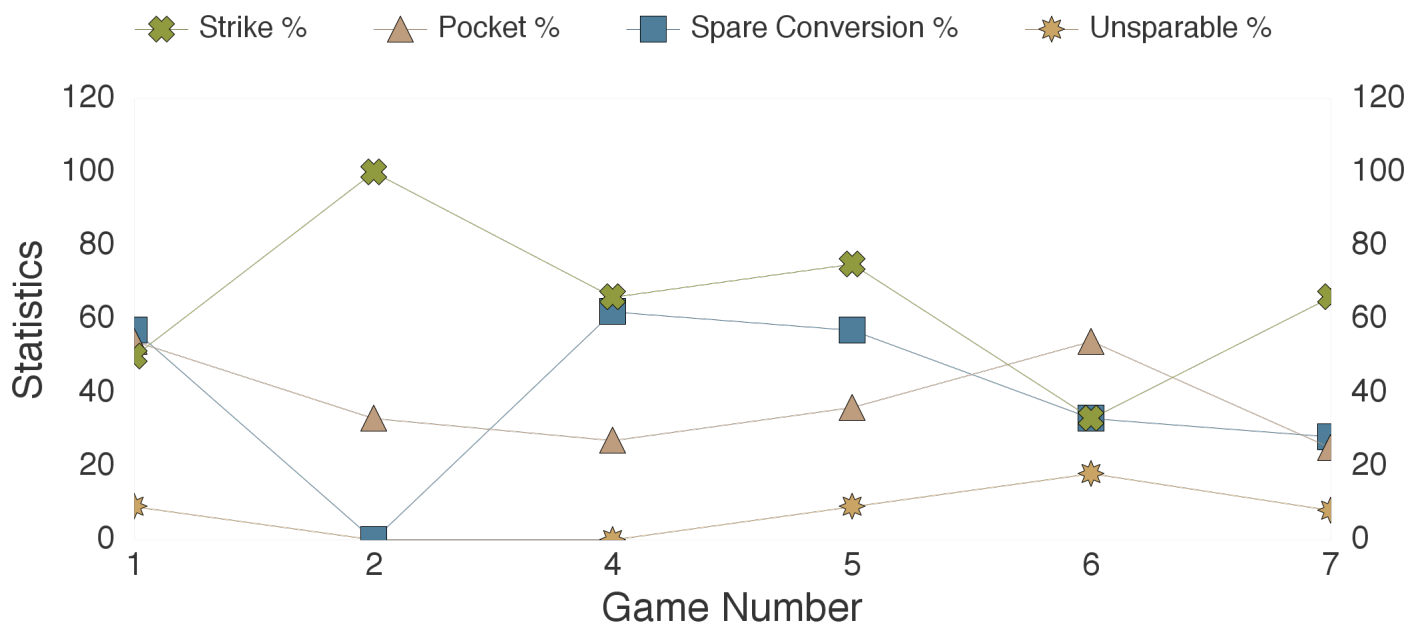 Strike % Pocket % Spare Conversion % Unsparable %
120 120
100 100
80 80
60 60
40 40
20 20
0 0
Statistics
1 2 4 5 6 7
Game Number